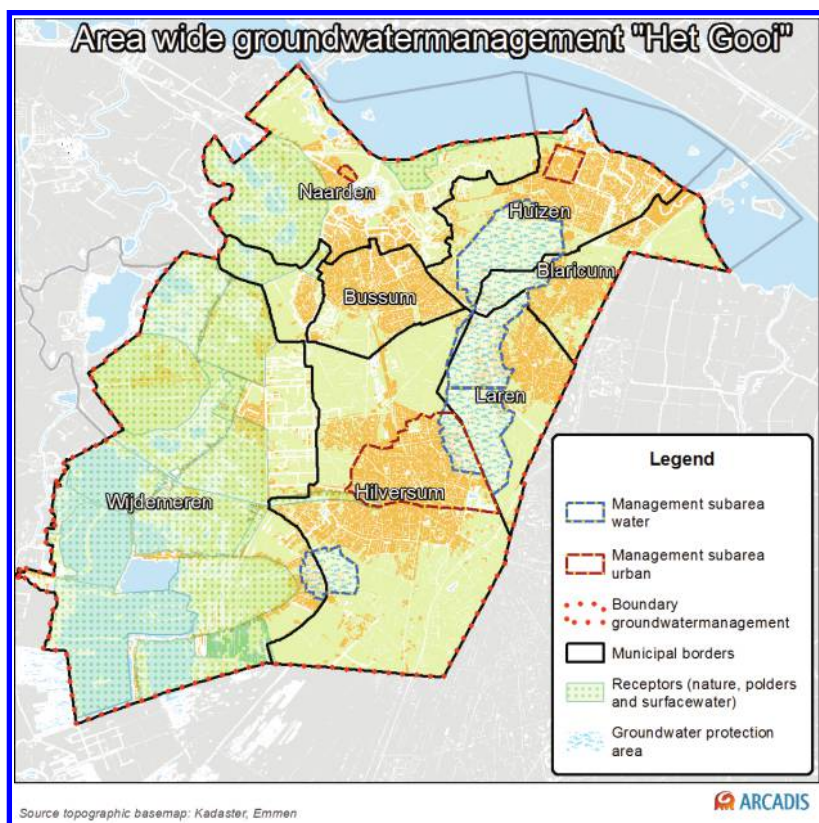 Area wide groundwatermanagement "Het Gooi"
Naarden
Huizen
Blaricum
Bussum
Laren
Hilversum
Wijdemeren
Legend
Management subarea
water
Management subarea
urban
Boundary
groundwatermanagement
Municipal borders
Receptors (nature, polders
and surfacewater)
Groundwater protection
area
Source topographic basemap: Kadaster, Emmen
ARCADIS